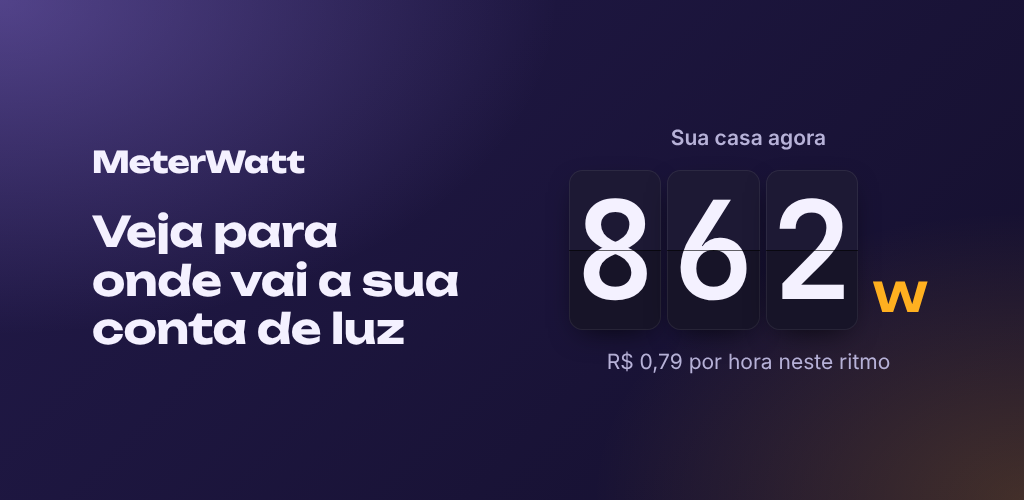 MeterWatt
Veja para
onde vai a sua
conta de luz
Sua casa agora
862 W
R$ 0,79 por hora neste ritmo